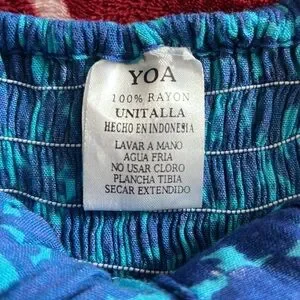 YOA
100% RAYON
UNITALLA
HECHO EN INDONESIA
LAVAR A MANO
AGUA FRIA
NO USAR CLORO
PLANCHA TIBIA
SECAR EXTENDIDO